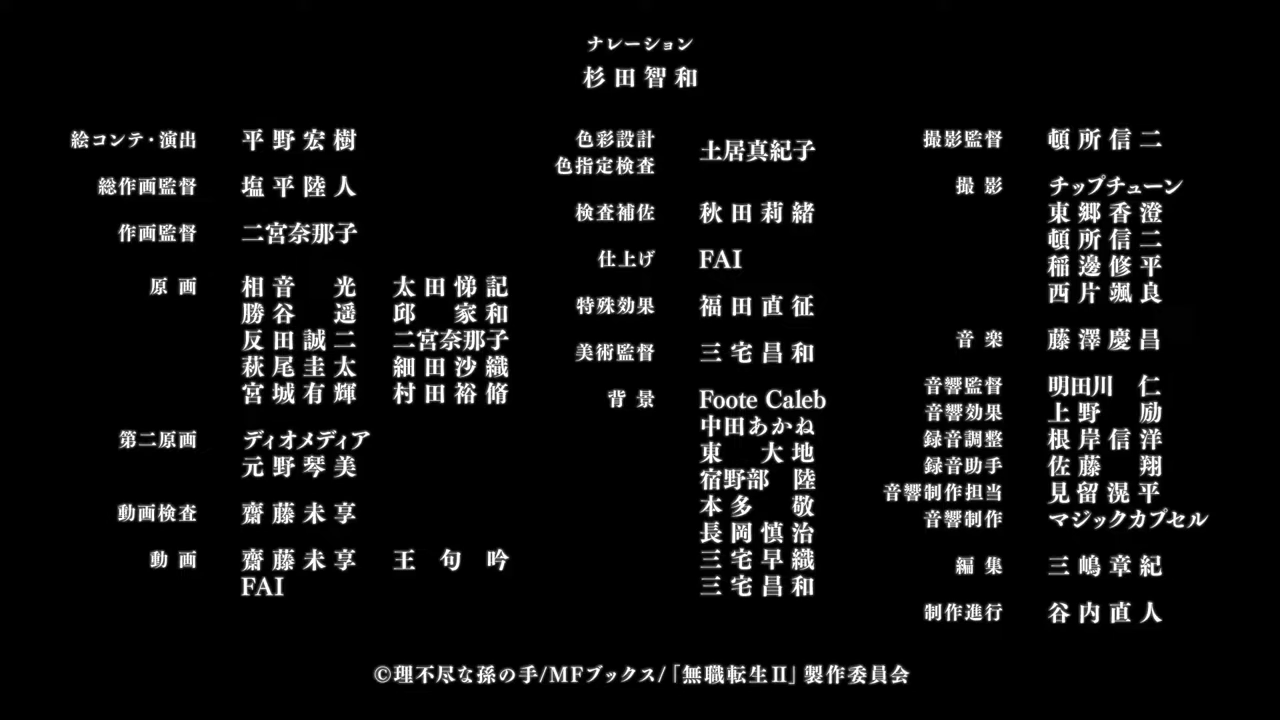 ナレーション
杉田智和
絵コンテ・演出 平野宏樹
総作画監督 塩平陸人
作画監督 二宮奈那子
原画 相音 光 太田悌記
勝谷 遥 邱 家和
反田誠二 二宮奈那子
萩尾圭太 細田沙織
宮城有輝 村田裕脩
第二原画 ディオメディア
元野琴美
動画検査 齋藤未享
動画 齋藤未享 王句吟
FAI
色彩設計
色指定検査 土居真紀子
検査補佐 秋田莉緒
仕上げ FAI
特殊効果 福田直征
美術監督 三宅昌和
背景 Foote Caleb
中田あかね
東 大地
宿野部 陸
本多 敬
長岡慎治
三宅早織
三宅昌和
撮影監督 頓所信二
撮影 チップチューン
東郷香澄
頓所信二
稲邊修平
西片颯良
音楽 藤澤慶昌
音響監督 明田川 仁
音響効果 上野 励
録音調整 根岸信洋
録音助手 佐藤 翔
音響制作担当 見留滉平
音響制作 マジックカプセル
編集 三嶋章紀
制作進行 谷内直人
©理不尽な孫の手/MFブックス/「無職転生Ⅱ」製作委員会